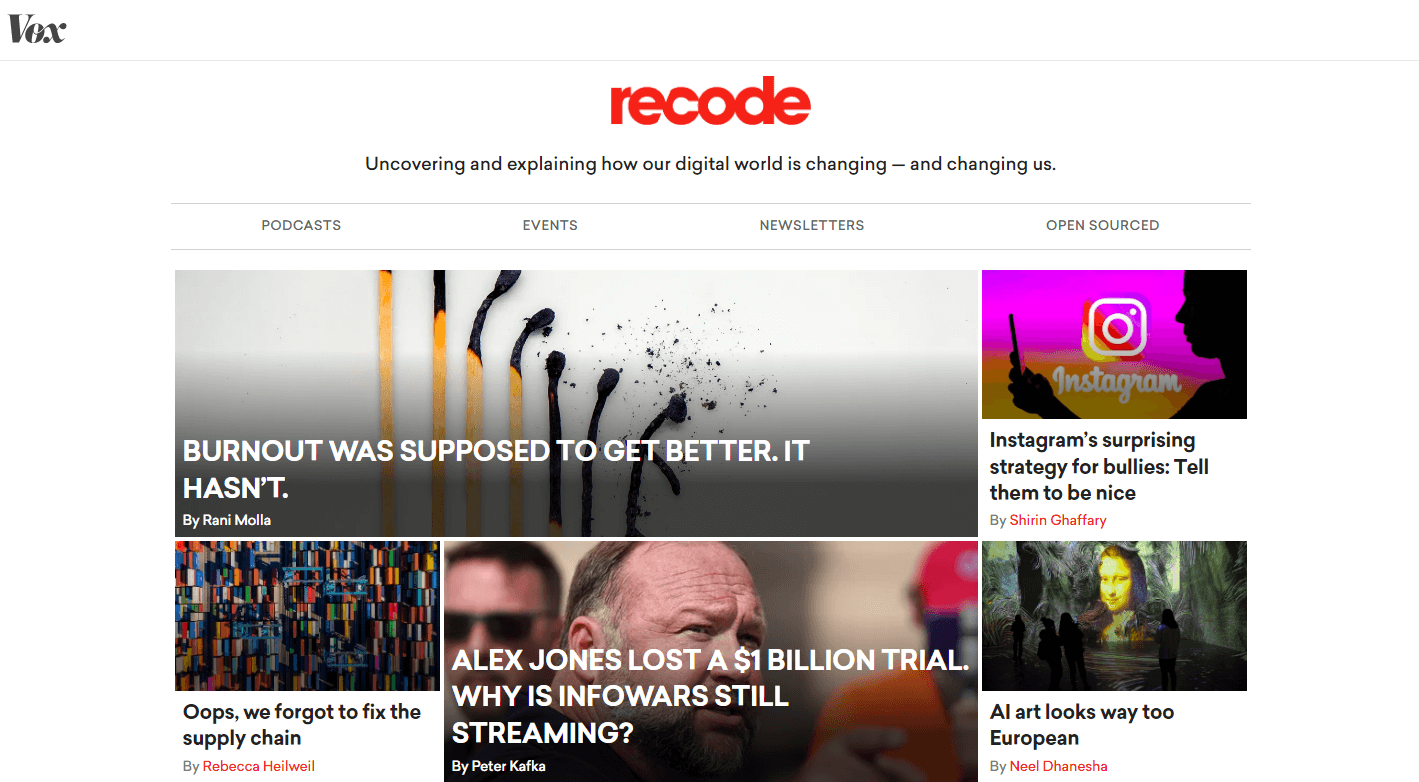 Vox
recode
Uncovering and explaining how our digital world is changing — and changing us.
PODCASTS
EVENTS
NEWSLETTERS
OPEN SOURCED
BURNOUT WAS SUPPOSED TO GET BETTER. IT
HASN’T.
By Rani Molla
Instagram
Instagram’s surprising
strategy for bullies: Tell
them to be nice
By Shirin Ghaffary
Oops, we forgot to fix the
supply chain
By Rebecca Heilweil
ALEX JONES LOST A $1 BILLION TRIAL.
WHY IS INFOWARS STILL
STREAMING?
By Peter Kafka
AI art looks way too
European
By Neel Dhanesha